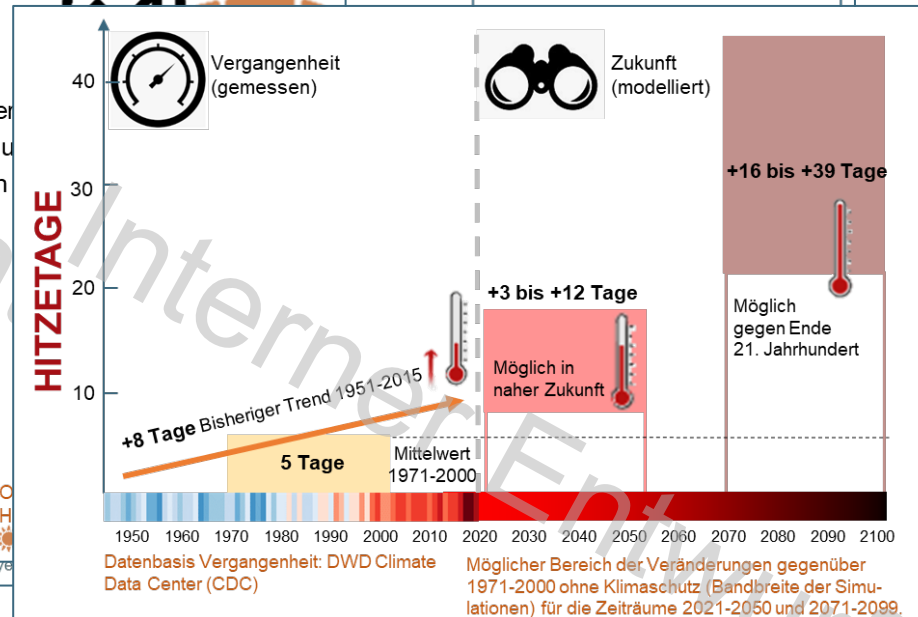 Vergangenheit
(gemessen)
Zukunft
(modelliert)
HITZETAGE
40
30
20
10
+16 bis +39 Tage
+3 bis +12 Tage
Möglich
gegen Ende
21. Jahrhundert
Möglich in
naher Zukunft
+8 Tage Bisheriger Trend 1951-2015
5 Tage
Mittelwert
1971-2000
1950 1960 1970 1980 1990 2000 2010 2020 2030 2040 2050 2060 2070 2080 2090 2100
Datenbasis Vergangenheit: DWD Climate
Data Center (CDC)
Möglicher Bereich der Veränderungen gegenüber
1971-2000 ohne Klimaschutz (Bandbreite der Simu-
lationen) für die Zeiträume 2021-2050 und 2071-2099.
Interner Entwurf